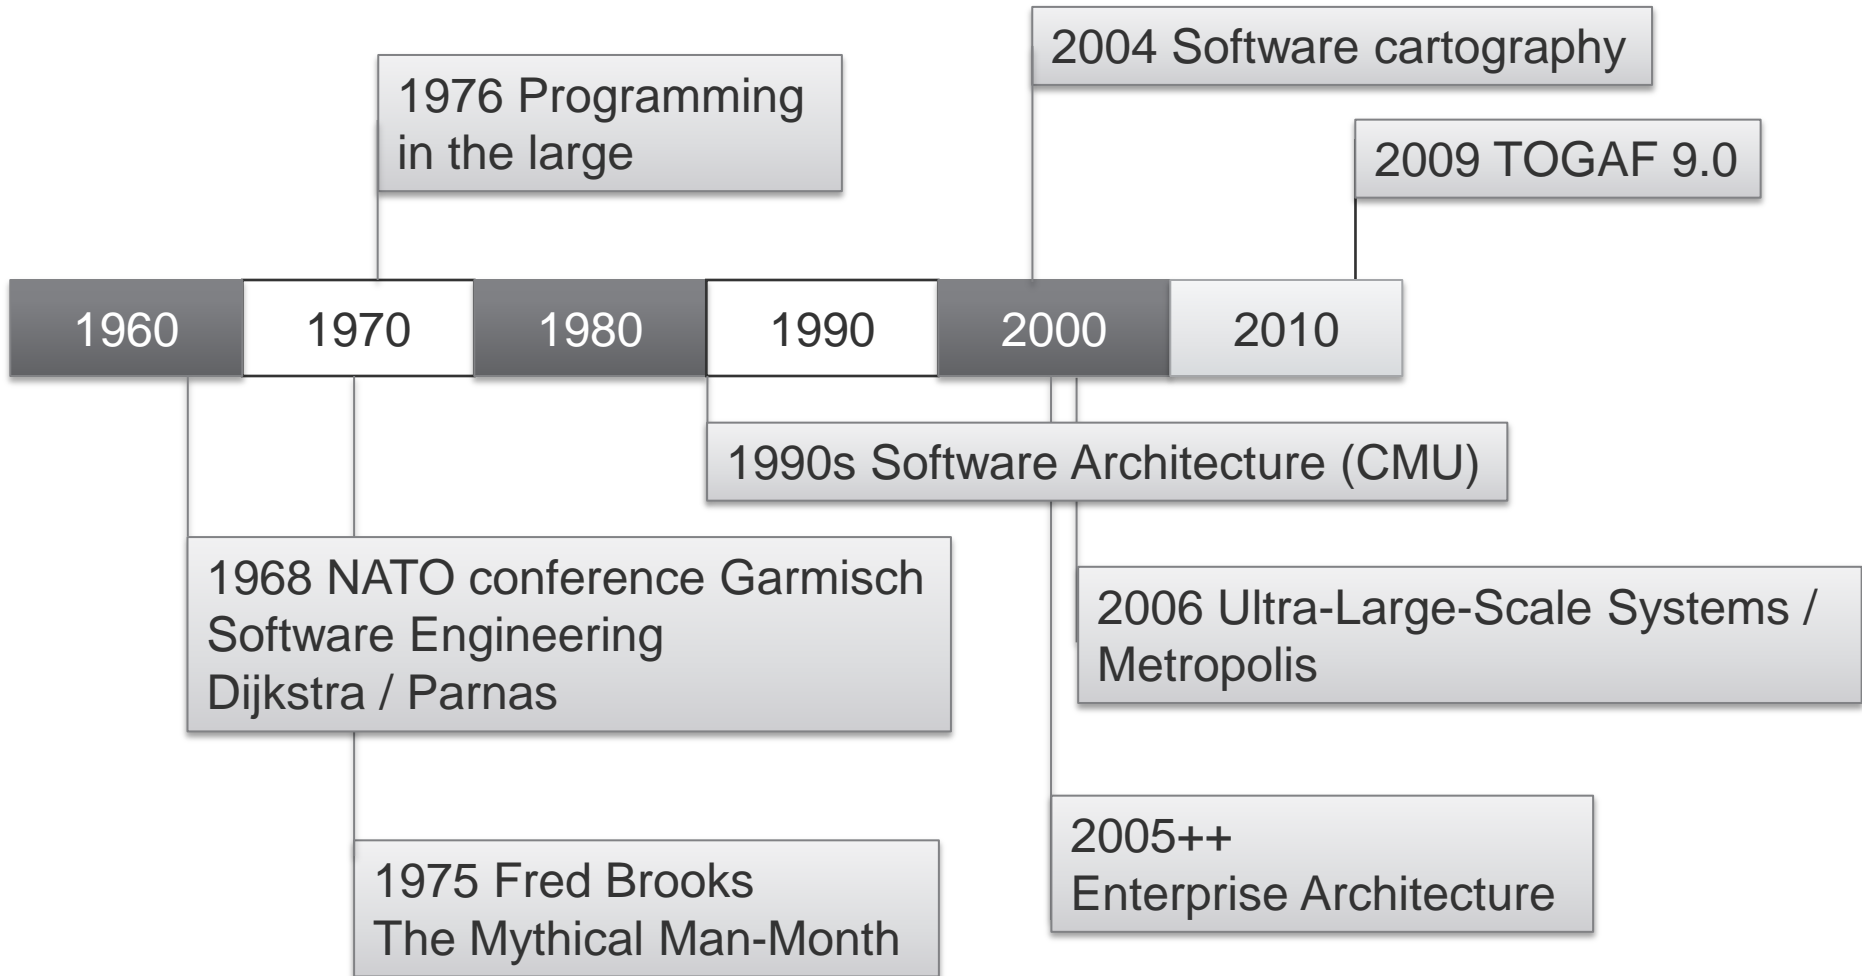 2004 Software cartography
1976 Programming
in the large
2009 TOGAF 9.0
1960
1970
1980
1990
2000
2010
1990s Software Architecture (CMU)
1968 NATO conference Garmisch
Software Engineering
Dijkstra / Parnas
2006 Ultra-Large-Scale Systems /
Metropolis
2005++
Enterprise Architecture
1975 Fred Brooks
The Mythical Man-Month